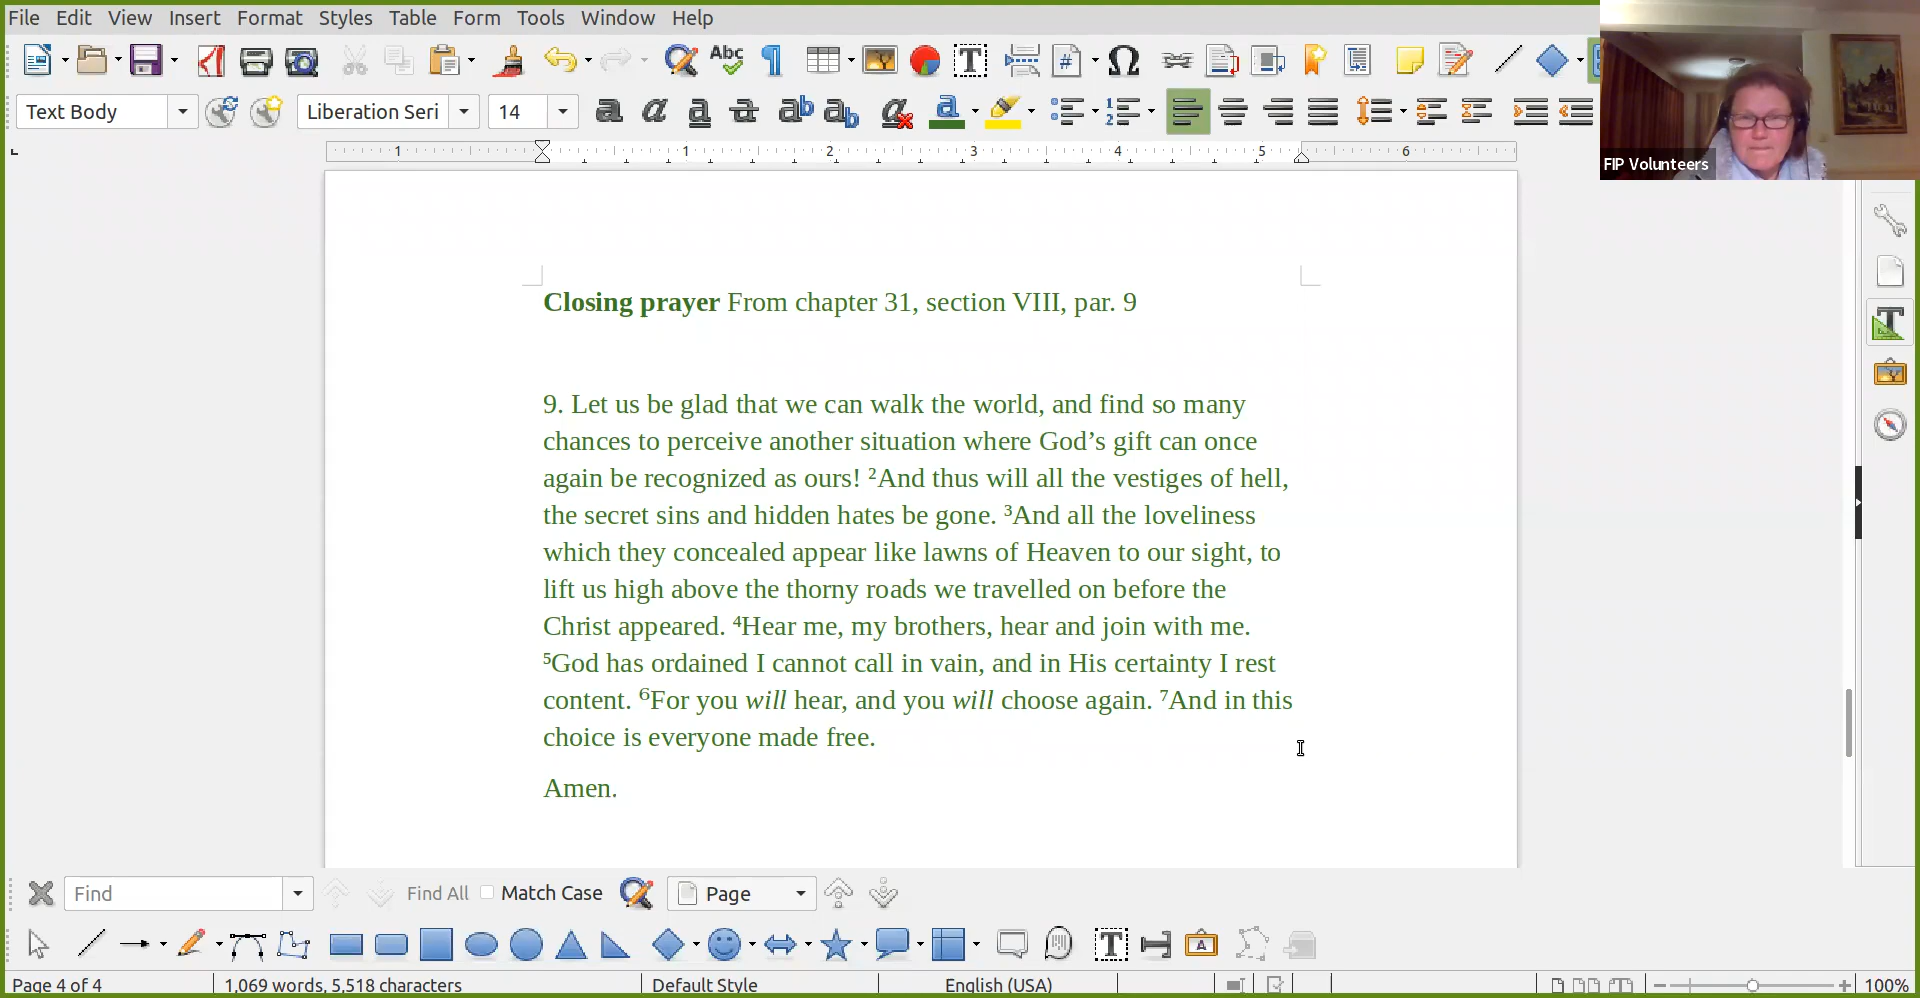 File Edit View Insert Format Styles Table Form Tools Window Help
Abc
Text Body Liberation Seri 14
1 1 2 3 4 5 6
FIP Volunteers
Closing prayer From chapter 31, section VIII, par. 9
9. Let us be glad that we can walk the world, and find so many
chances to perceive another situation where God’s gift can once
again be recognized as ours! ²And thus will all the vestiges of hell,
the secret sins and hidden hates be gone. ³And all the loveliness
which they concealed appear like lawns of Heaven to our sight, to
lift us high above the thorny roads we travelled on before the
Christ appeared. ⁴Hear me, my brothers, hear and join with me.
⁵God has ordained I cannot call in vain, and in His certainty I rest
content. ⁶For you will hear, and you will choose again. ⁷And in this
choice is everyone made free.
Amen.
Find Find All Match Case Page
Page 4 of 4 1,069 words, 5,518 characters Default Style English (USA) 100%